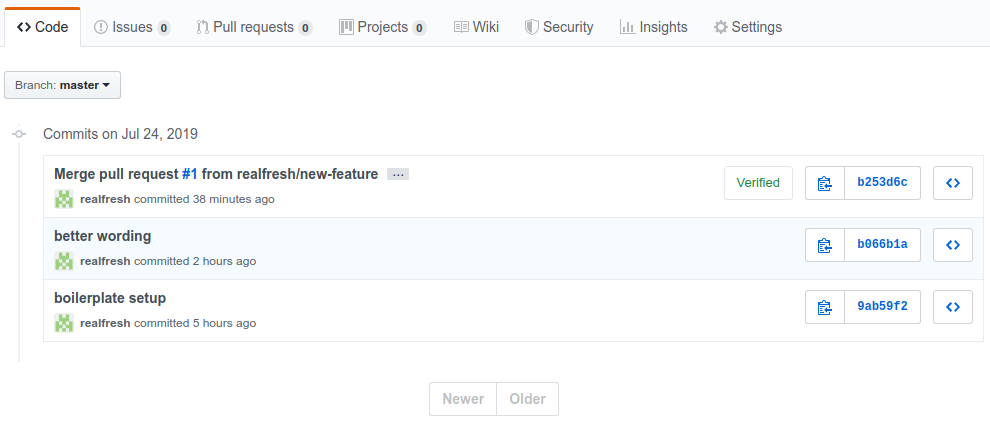 Code Issues 0 Pull requests 0 Projects 0 Wiki Security Insights Settings
Branch: master
Commits on Jul 24, 2019
Merge pull request #1 from realfresh/new-feature ...
Verified b253d6c
realfresh committed 38 minutes ago
better wording
b066b1a
realfresh committed 2 hours ago
boilerplate setup
9ab59f2
realfresh committed 5 hours ago
Newer Older